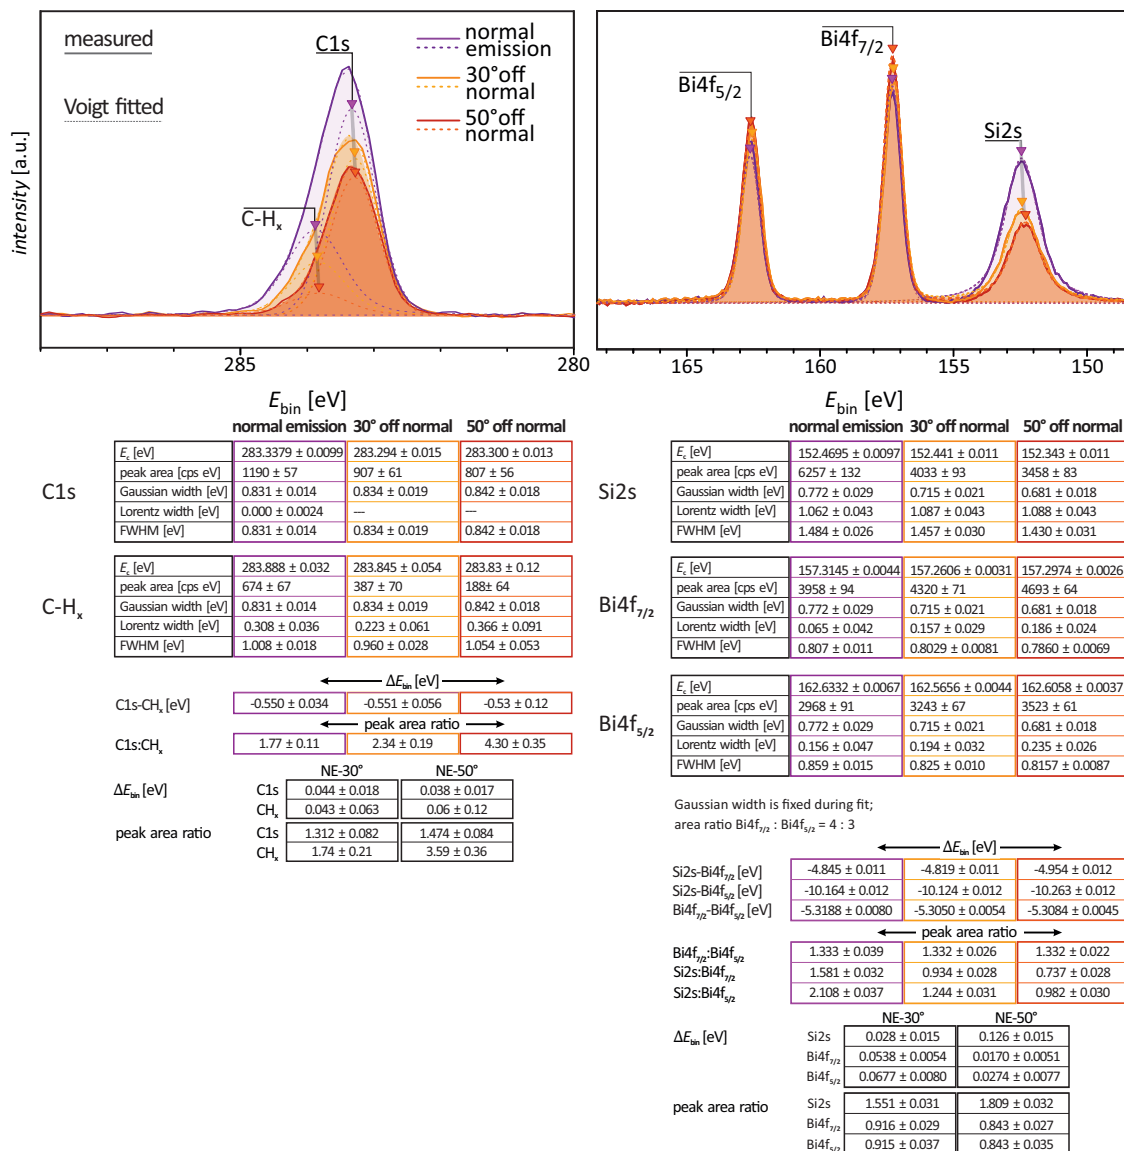 measured
Voigt fitted
C1s
C-Hx
normal emission
30°off normal
50°off normal
intensity [a.u.]
285
280
Ebin [eV]
Bi4f5/2
Bi4f7/2
Si2s
165
160
155
150
Ebin [eV]
normal emission 30° off normal 50° off normal
C1s
Ec [eV] 283.3379 ± 0.0099 283.294 ± 0.015 283.300 ± 0.013
peak area [cps eV] 1190 ± 57 907 ± 61 807 ± 56
Gaussian width [eV] 0.831 ± 0.014 0.834 ± 0.019 0.842 ± 0.018
Lorentz width [eV] 0.000 ± 0.0024 --- ---
FWHM [eV] 0.831 ± 0.014 0.834 ± 0.019 0.842 ± 0.018
C-Hx
Ec [eV] 283.888 ± 0.032 283.845 ± 0.054 283.83 ± 0.12
peak area [cps eV] 674 ± 67 387 ± 70 188± 64
Gaussian width [eV] 0.831 ± 0.014 0.834 ± 0.019 0.842 ± 0.018
Lorentz width [eV] 0.308 ± 0.036 0.223 ± 0.061 0.366 ± 0.091
FWHM [eV] 1.008 ± 0.018 0.960 ± 0.028 1.054 ± 0.053
ΔEbin [eV]
C1s-CHx [eV] -0.550 ± 0.034 -0.551 ± 0.056 -0.53 ± 0.12
peak area ratio
C1s:CHx 1.77 ± 0.11 2.34 ± 0.19 4.30 ± 0.35
NE-30° NE-50°
ΔEbin [eV] C1s 0.044 ± 0.018 0.038 ± 0.017
CHx 0.043 ± 0.063 0.06 ± 0.12
peak area ratio C1s 1.312 ± 0.082 1.474 ± 0.084
CHx 1.74 ± 0.21 3.59 ± 0.36
normal emission 30° off normal 50° off normal
Si2s
Ec [eV] 152.4695 ± 0.0097 152.441 ± 0.011 152.343 ± 0.011
peak area [cps eV] 6257 ± 132 4033 ± 93 3458 ± 83
Gaussian width [eV] 0.772 ± 0.029 0.715 ± 0.021 0.681 ± 0.018
Lorentz width [eV] 1.062 ± 0.043 1.087 ± 0.043 1.088 ± 0.043
FWHM [eV] 1.484 ± 0.026 1.457 ± 0.030 1.430 ± 0.031
Bi4f7/2
Ec [eV] 157.3145 ± 0.0044 157.2606 ± 0.0031 157.2974 ± 0.0026
peak area [cps eV] 3958 ± 94 4320 ± 71 4693 ± 64
Gaussian width [eV] 0.772 ± 0.029 0.715 ± 0.021 0.681 ± 0.018
Lorentz width [eV] 0.065 ± 0.042 0.157 ± 0.029 0.186 ± 0.024
FWHM [eV] 0.807 ± 0.011 0.8029 ± 0.0081 0.7860 ± 0.0069
Bi4f5/2
Ec [eV] 162.6332 ± 0.0067 162.5656 ± 0.0044 162.6058 ± 0.0037
peak area [cps eV] 2968 ± 91 3243 ± 67 3523 ± 61
Gaussian width [eV] 0.772 ± 0.029 0.715 ± 0.021 0.681 ± 0.018
Lorentz width [eV] 0.156 ± 0.047 0.194 ± 0.032 0.235 ± 0.026
FWHM [eV] 0.859 ± 0.015 0.825 ± 0.010 0.8157 ± 0.0087
Gaussian width is fixed during fit;
area ratio Bi4f7/2 : Bi4f5/2 = 4 : 3
ΔEbin [eV]
Si2s-Bi4f7/2 [eV] -4.845 ± 0.011 -4.819 ± 0.011 -4.954 ± 0.012
Si2s-Bi4f5/2 [eV] -10.164 ± 0.012 -10.124 ± 0.012 -10.263 ± 0.012
Bi4f7/2-Bi4f5/2 [eV] -5.3188 ± 0.0080 -5.3050 ± 0.0054 -5.3084 ± 0.0045
peak area ratio
Bi4f7/2:Bi4f5/2 1.333 ± 0.039 1.332 ± 0.026 1.332 ± 0.022
Si2s:Bi4f7/2 1.581 ± 0.032 0.934 ± 0.028 0.737 ± 0.028
Si2s:Bi4f5/2 2.108 ± 0.037 1.244 ± 0.031 0.982 ± 0.030
NE-30° NE-50°
ΔEbin [eV] Si2s 0.028 ± 0.015 0.126 ± 0.015
Bi4f7/2 0.0538 ± 0.0054 0.0170 ± 0.0051
Bi4f5/2 0.0677 ± 0.0080 0.0274 ± 0.0077
peak area ratio Si2s 1.551 ± 0.031 1.809 ± 0.032
Bi4f7/2 0.916 ± 0.029 0.843 ± 0.027
Bi4f5/2 0.915 ± 0.037 0.843 ± 0.035